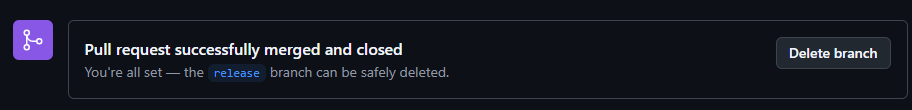 Pull request successfully merged and closed
You're all set — the release branch can be safely deleted.
Delete branch